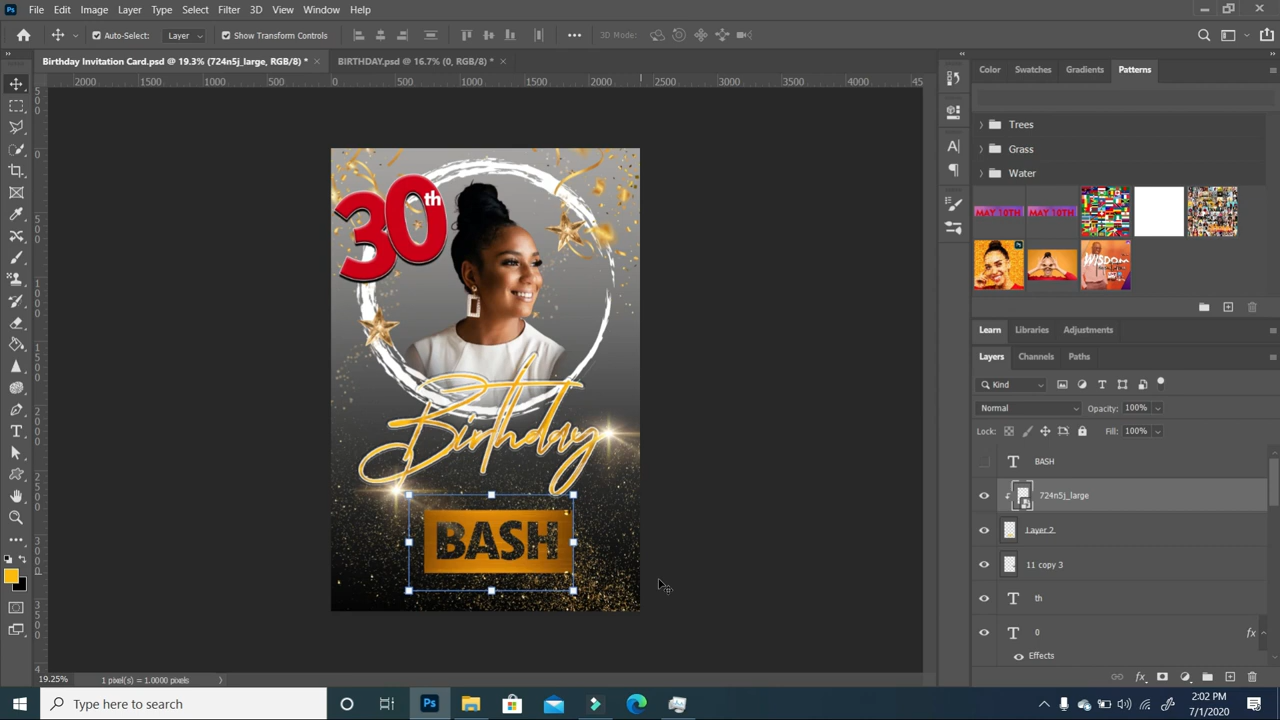 Ps File Edit Image Layer Type Select Filter 3D View Window Help
Auto-Select: Layer Show Transform Controls 3D Mode:
Birthday Invitation Card.psd @ 19.3% (724n5j_large, RGB/8) * × BIRTHDAY.psd @ 16.7% (0, RGB/8) * ×
2000 1500 1000 500 0 500 1000 1500 2000 2500 3000 3500 4000 45
Color Swatches Gradients Patterns
Trees
Grass
Water
MAY 10TH MAY 10TH
WISDOM
30th
Birthday
BASH
Learn Libraries Adjustments
Layers Channels Paths
Kind
Normal Opacity: 100%
Lock: Fill: 100%
T BASH
724n5j_large
Layer 2
11 copy 3
T th
T 0 fx
Effects
19.25% 1 pixel(s) = 1.0000 pixels
Type here to search
2:02 PM
7/1/2020